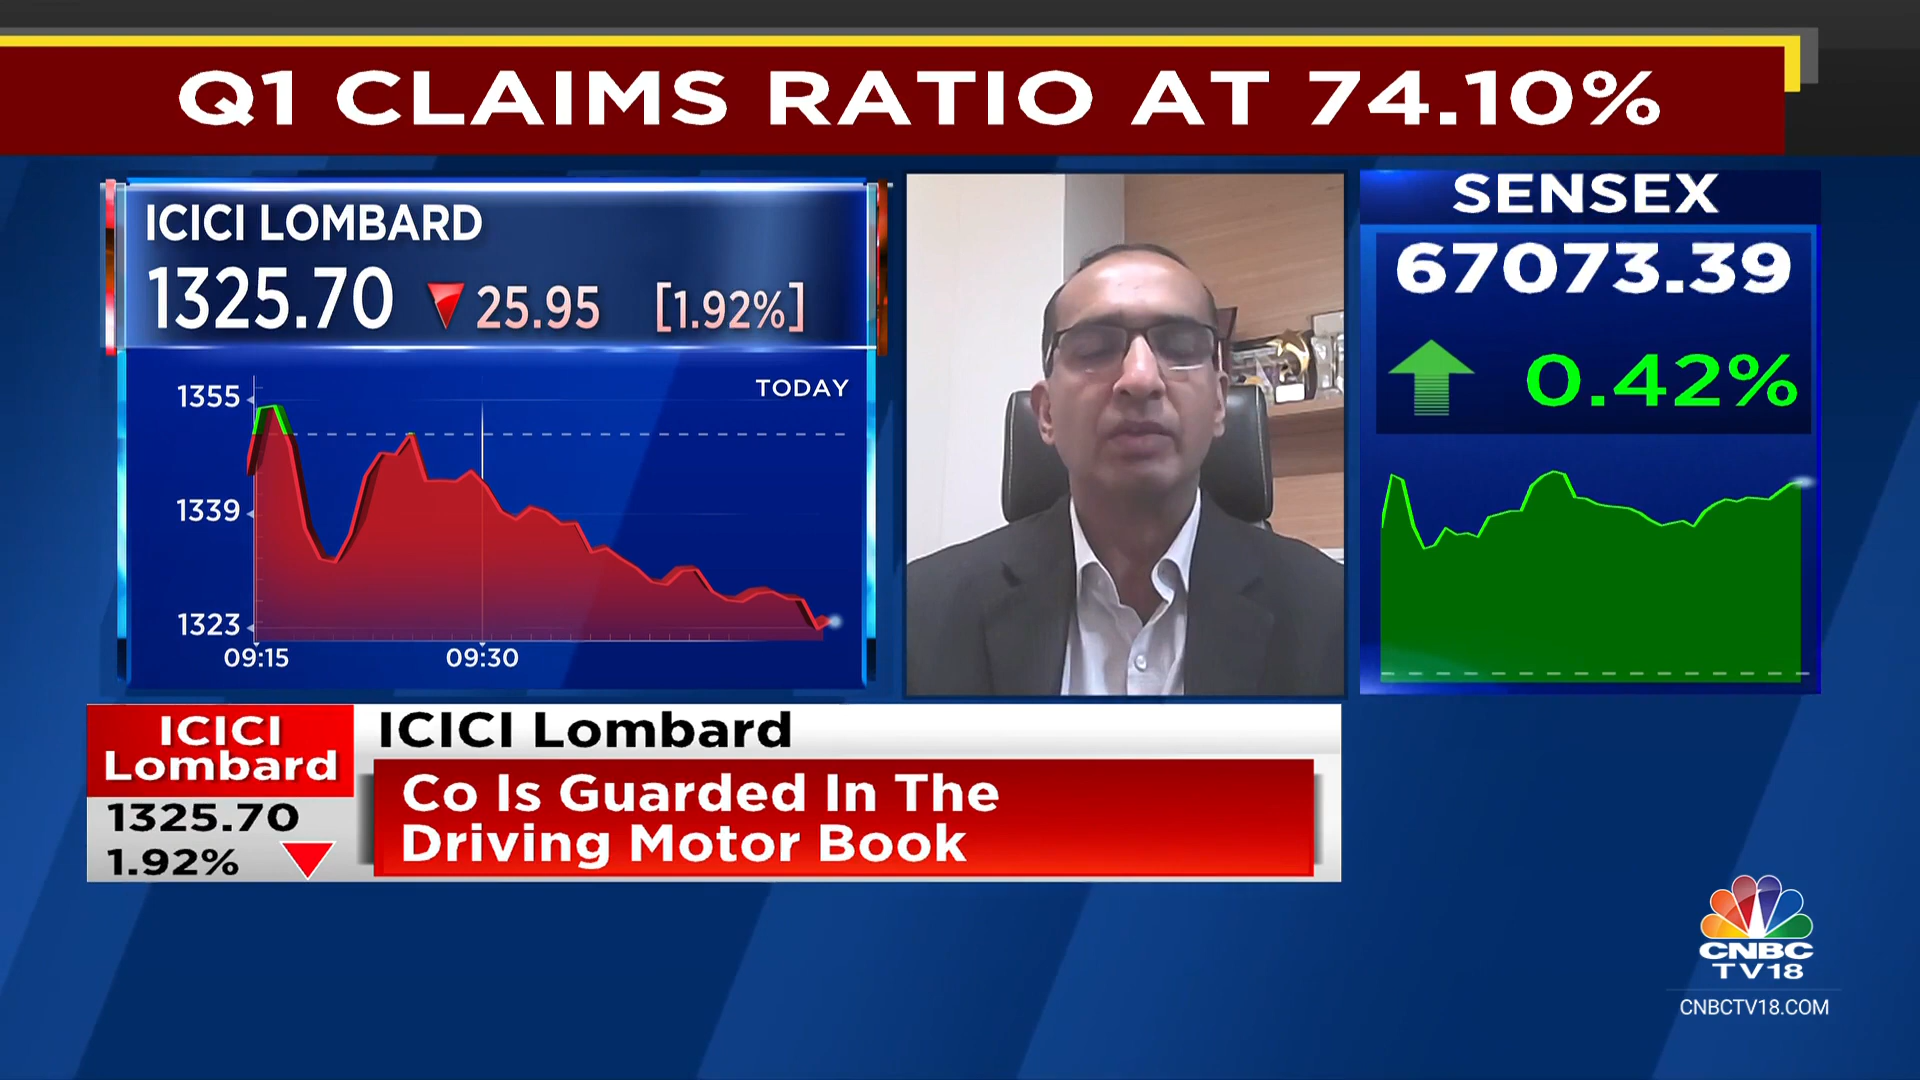 Q1 CLAIMS RATIO AT 74.10%
ICICI LOMBARD
1325.70 ▼ 25.95 [1.92%]
TODAY
1355
1339
1323
09:15 09:30
SENSEX
67073.39
0.42%
ICICI
Lombard
1325.70
1.92%
ICICI Lombard
Co Is Guarded In The
Driving Motor Book
CNBC
TV18
CNBCTV18.COM